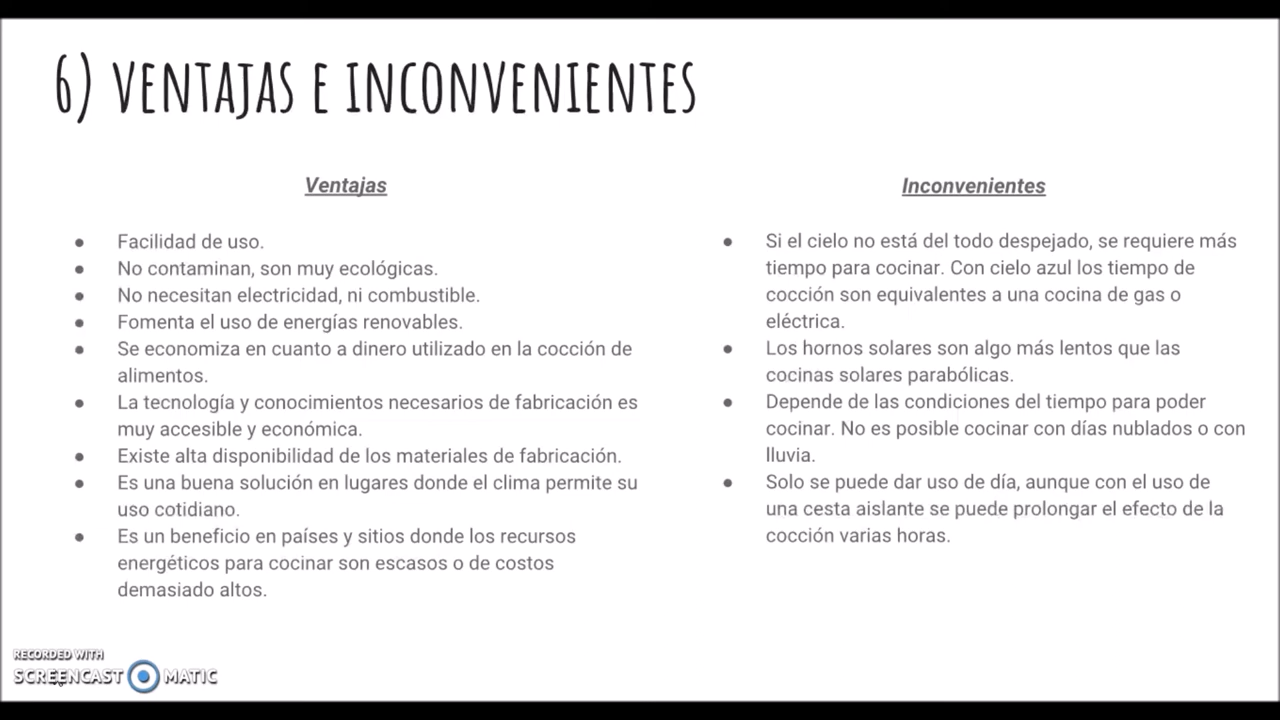 6) VENTAJAS E INCONVENIENTES
Ventajas
Facilidad de uso.
No contaminan, son muy ecológicas.
No necesitan electricidad, ni combustible.
Fomenta el uso de energías renovables.
Se economiza en cuanto a dinero utilizado en la cocción de
alimentos.
La tecnología y conocimientos necesarios de fabricación es
muy accesible y económica.
Existe alta disponibilidad de los materiales de fabricación.
Es una buena solución en lugares donde el clima permite su
uso cotidiano.
Es un beneficio en países y sitios donde los recursos
energéticos para cocinar son escasos o de costos
demasiado altos.
Inconvenientes
Si el cielo no está del todo despejado, se requiere más
tiempo para cocinar. Con cielo azul los tiempo de
cocción son equivalentes a una cocina de gas o
eléctrica.
Los hornos solares son algo más lentos que las
cocinas solares parabólicas.
Depende de las condiciones del tiempo para poder
cocinar. No es posible cocinar con días nublados o con
lluvia.
Solo se puede dar uso de día, aunque con el uso de
una cesta aislante se puede prolongar el efecto de la
cocción varias horas.
RECORDED WITH
SCREENCAST MATIC